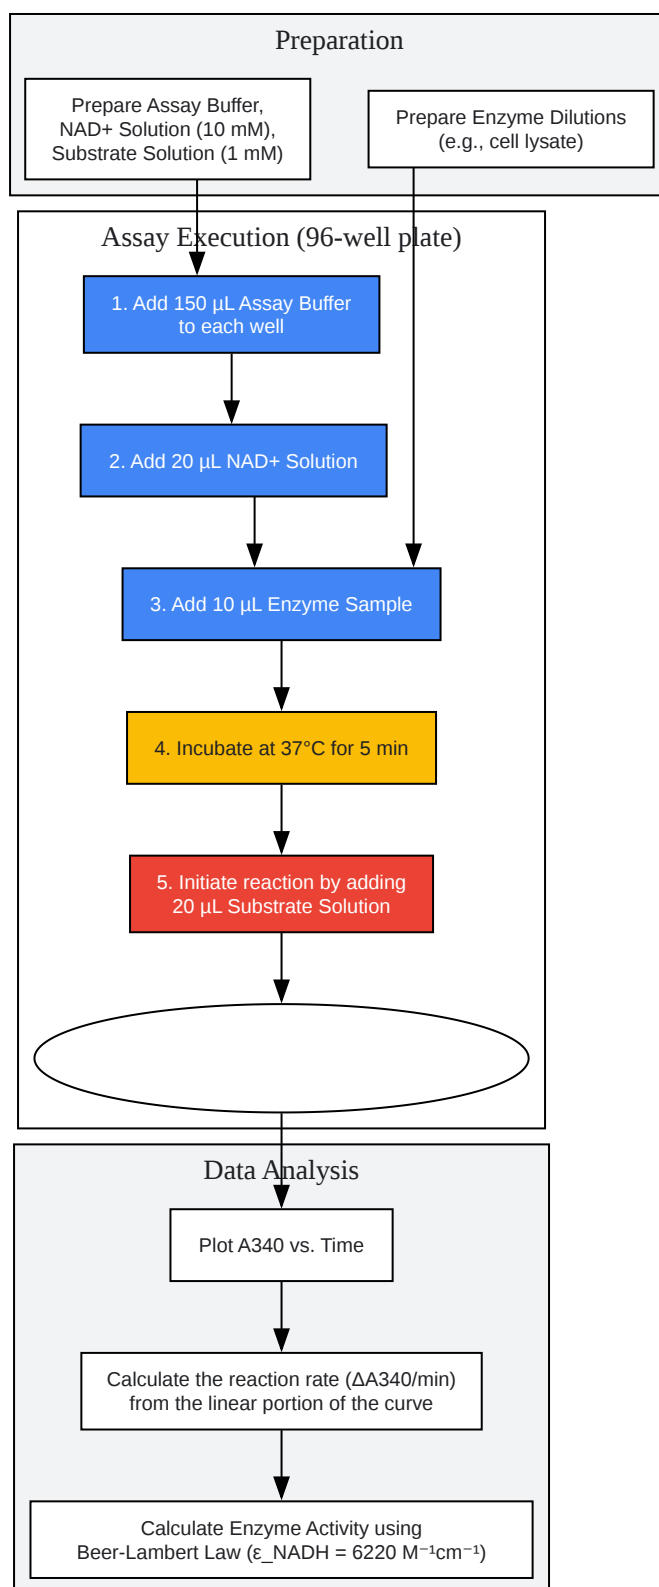 Preparation
Prepare Assay Buffer,
NAD+ Solution (10 mM),
Substrate Solution (1 mM)
Prepare Enzyme Dilutions
(e.g., cell lysate)
Assay Execution (96-well plate)
1. Add 150 µL Assay Buffer
to each well
2. Add 20 µL NAD+ Solution
3. Add 10 µL Enzyme Sample
4. Incubate at 37°C for 5 min
5. Initiate reaction by adding
20 µL Substrate Solution
Data Analysis
Plot A340 vs. Time
Calculate the reaction rate (ΔA340/min)
from the linear portion of the curve
Calculate Enzyme Activity using
Beer-Lambert Law (ε_NADH = 6220 M⁻¹cm⁻¹)